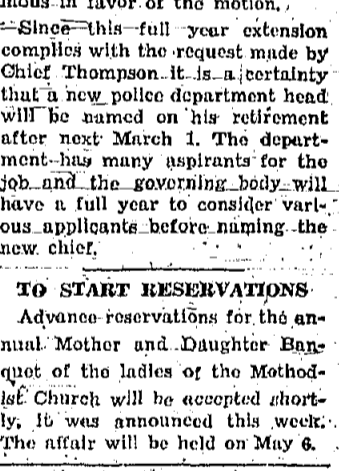 in favor of the motion.
Since this full year extension
complies with the request made by
Chief Thompson it is a certainty
that a new police department head
will be named on his retirement
after next March 1. The depart-
ment has many aspirants for the
job and the governing body will
have a full year to consider vari-
ous applicants before naming the
new chief.
TO START RESERVATIONS
Advance reservations for the an-
nual Mother and Daughter Ban-
quet of the ladies of the Method-
ist Church will be accepted short-
ly, it was announced this week.
The affair will be held on May 6.